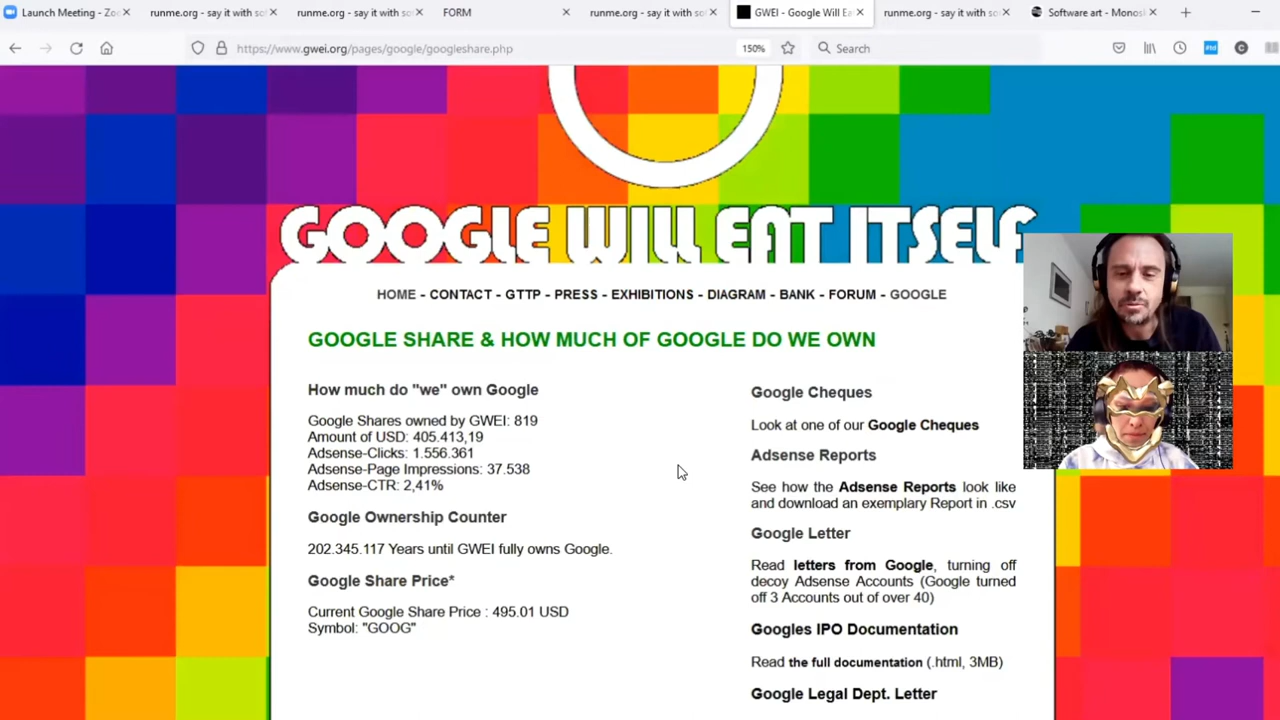 Launch Meeting - Zo
runme.org - say it with so
runme.org - say it with so
FORM
runme.org - say it with so
GWEI - Google Will Ea
runme.org - say it with so
Software art - Monosk
https://www.gwei.org/pages/google/googleshare.php
150%
Search
GOOGLE WILL EAT ITSELF
HOME - CONTACT - GTTP - PRESS - EXHIBITIONS - DIAGRAM - BANK - FORUM - GOOGLE
GOOGLE SHARE & HOW MUCH OF GOOGLE DO WE OWN
How much do "we" own Google
Google Shares owned by GWEI: 819
Amount of USD: 405.413,19
Adsense-Clicks: 1.556.361
Adsense-Page Impressions: 37.538
Adsense-CTR: 2,41%
Google Ownership Counter
202.345.117 Years until GWEI fully owns Google.
Google Share Price*
Current Google Share Price : 495.01 USD
Symbol: "GOOG"
Google Cheques
Look at one of our Google Cheques
Adsense Reports
See how the Adsense Reports look like
and download an exemplary Report in .csv
Google Letter
Read letters from Google, turning off
decoy Adsense Accounts (Google turned
off 3 Accounts out of over 40)
Googles IPO Documentation
Read the full documentation (.html, 3MB)
Google Legal Dept. Letter